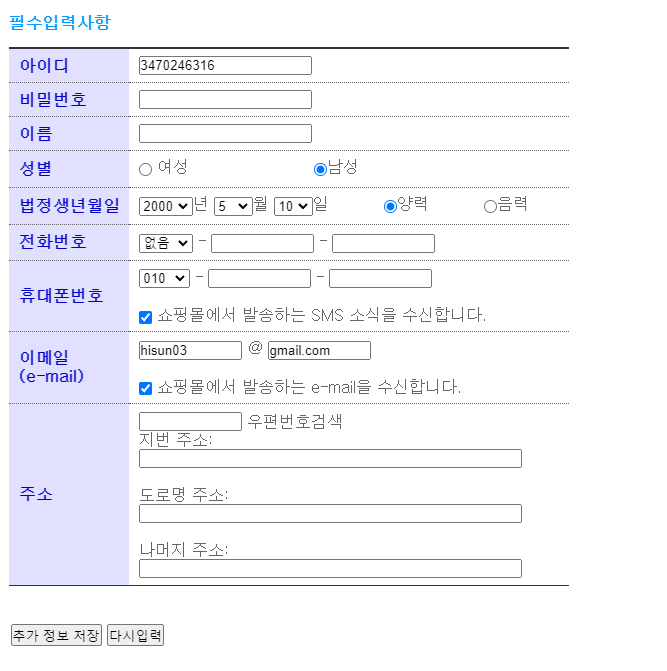 필수입력사항
아이디 3470246316
비밀번호
이름
성별 여성 남성
법정생년월일 2000 년 5 월 10 일 양력 음력
전화번호 없음 - -
휴대폰번호 010 - -
쇼핑몰에서 발송하는 SMS 소식을 수신합니다.
이메일
(e-mail) hisun03 @ gmail.com
쇼핑몰에서 발송하는 e-mail을 수신합니다.
주소 우편번호검색
지번 주소:
도로명 주소:
나머지 주소:
추가 정보 저장 다시입력